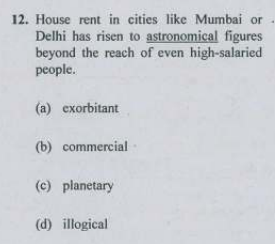 12. House rent in cities like Mumbai or
Delhi has risen to astronomical figures
beyond the reach of even high-salaried
people.
(a) exorbitant
(b) commercial
(c) planetary
(d) illogical